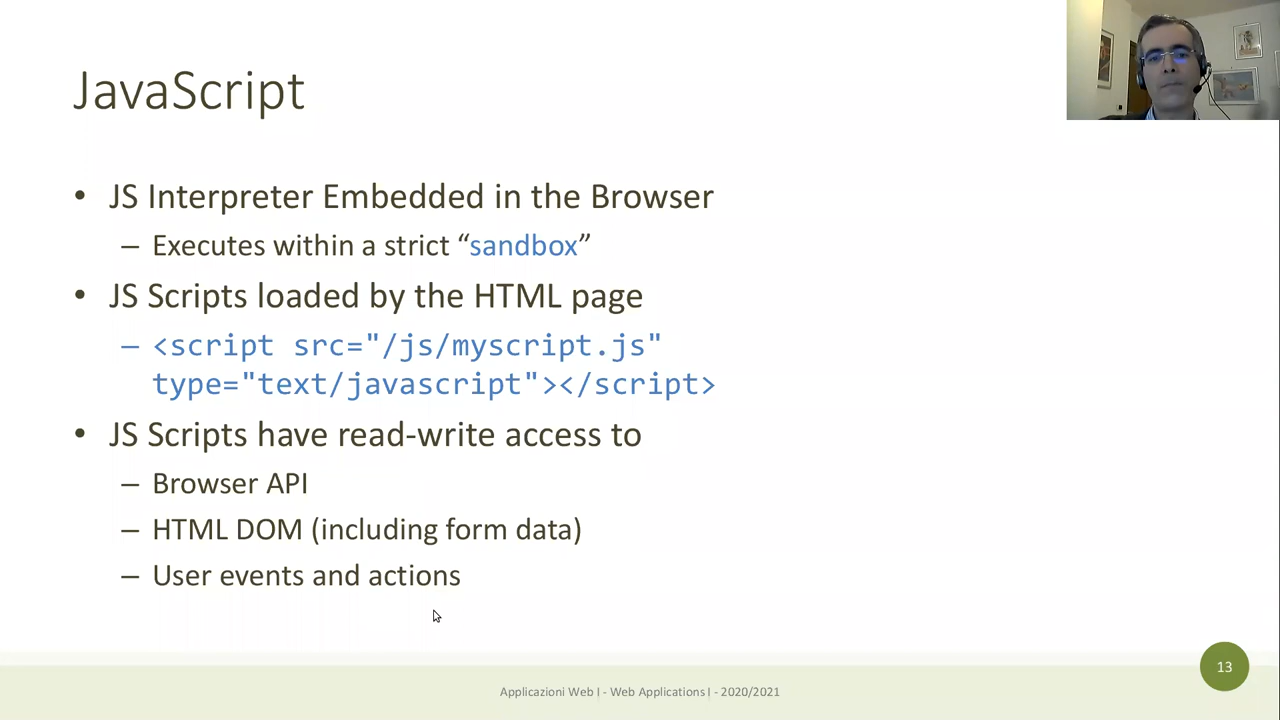 JavaScript
• JS Interpreter Embedded in the Browser
– Executes within a strict “sandbox”
• JS Scripts loaded by the HTML page
– <script src="/js/myscript.js"
type="text/javascript"></script>
• JS Scripts have read-write access to
– Browser API
– HTML DOM (including form data)
– User events and actions
13
Applicazioni Web I - Web Applications I - 2020/2021